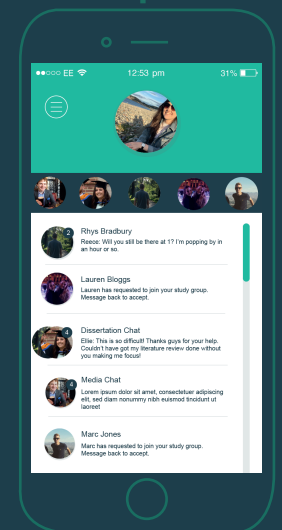 EE 12:53 pm 31%
2
Rhys Bradbury
Reece: Will you still be there at 1? I'm popping by in
an hour or so.
Lauren Bloggs
Lauren has requested to join your study group.
Message back to accept.
4
Dissertation Chat
Ellie: This is so difficult! Thanks guys for your help.
Couldn't have got my literature review done without
you making me focus!
4
Media Chat
Lorem ipsum dolor sit amet, consectetuer adipiscing
elit, sed diam nonummy nibh euismod tincidunt ut
laoreet
Marc Jones
Marc has requested to join your study group.
Message back to accept.